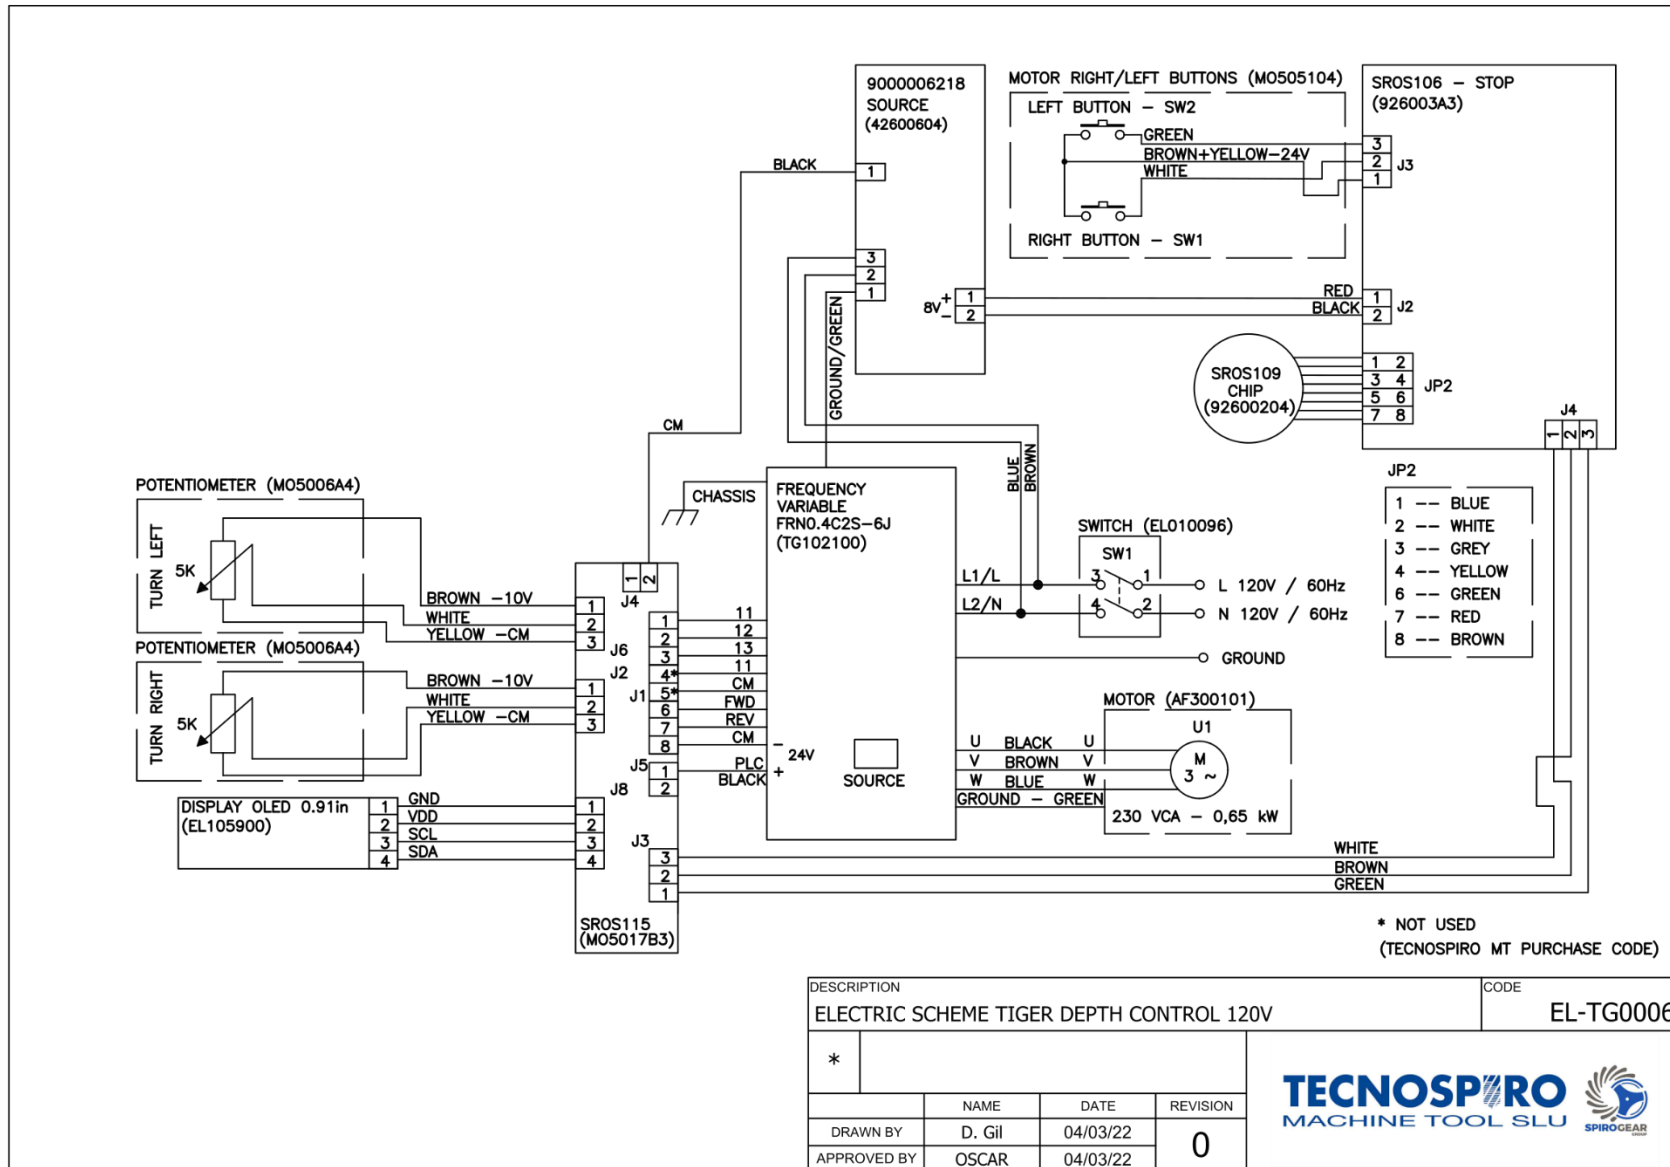 9000006218
SOURCE
(42600604)
1
3
2
1
8V
+
−
1
2
BLACK
GROUND/GREEN
MOTOR RIGHT/LEFT BUTTONS (MO505104)
LEFT BUTTON − SW2
GREEN
BROWN+YELLOW−24V
WHITE
RIGHT BUTTON − SW1
SROS106 − STOP
(926003A3)
3
2
1
J3
RED
BLACK
1
2
J2
SROS109
CHIP
(92600204)
1 2
3 4
5 6
7 8
JP2
J4
1 2 3
JP2
1 −− BLUE
2 −− WHITE
3 −− GREY
4 −− YELLOW
6 −− GREEN
7 −− RED
8 −− BROWN
CM
CHASSIS
BLUE
BROWN
FREQUENCY
VARIABLE
FRN0.4C2S−6J
(TG102100)
SWITCH (EL010096)
SW1
L1/L
3 1
L 120V / 60Hz
L2/N
4 2
N 120V / 60Hz
GROUND
POTENTIOMETER (MO5006A4)
TURN LEFT
5K
BROWN −10V
WHITE
YELLOW −CM
1
2
3
J6
POTENTIOMETER (MO5006A4)
TURN RIGHT
5K
BROWN −10V
WHITE
YELLOW −CM
1
2
3
J2
1 2
J4
J1
1
2
3
4*
5*
6
7
8
11
12
13
11
CM
FWD
REV
CM
−
24V
+
PLC
BLACK
J5
1
2
SOURCE
MOTOR (AF300101)
U1
U BLACK U
V BROWN V
W BLUE W
GROUND − GREEN
M
3 ~
230 VCA − 0,65 kW
DISPLAY OLED 0.91in
(EL105900)
1 GND 1
2 VDD 2
3 SCL 3
4 SDA 4
J8
J3
3
2
1
WHITE
BROWN
GREEN
SROS115
(MO5017B3)
* NOT USED
(TECNOSPIRO MT PURCHASE CODE)
DESCRIPTION
ELECTRIC SCHEME TIGER DEPTH CONTROL 120V
CODE
EL-TG0006
*
NAME DATE REVISION
DRAWN BY D. Gil 04/03/22
0
APPROVED BY OSCAR 04/03/22
TECNOSPIRO
MACHINE TOOL SLU
SPIROGEAR
GROUP